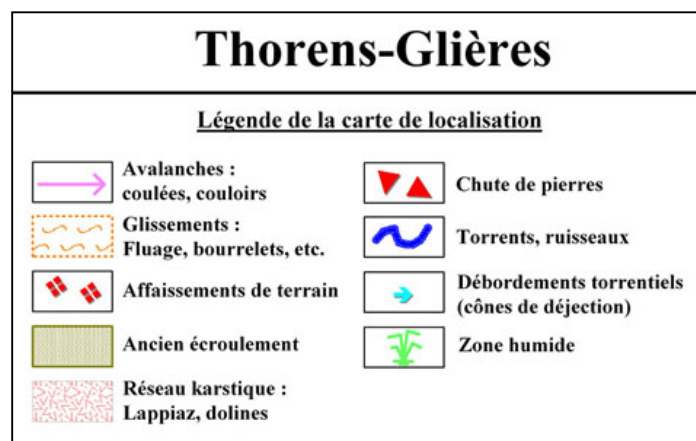 Thorens-Glières
Légende de la carte de localisation
Avalanches :
coulées, couloirs
Glissements :
Fluage, bourrelets, etc.
Affaissements de terrain
Ancien écroulement
Réseau karstique :
Lappiaz, dolines
Chute de pierres
Torrents, ruisseaux
Débordements torrentiels
(cônes de déjection)
Zone humide